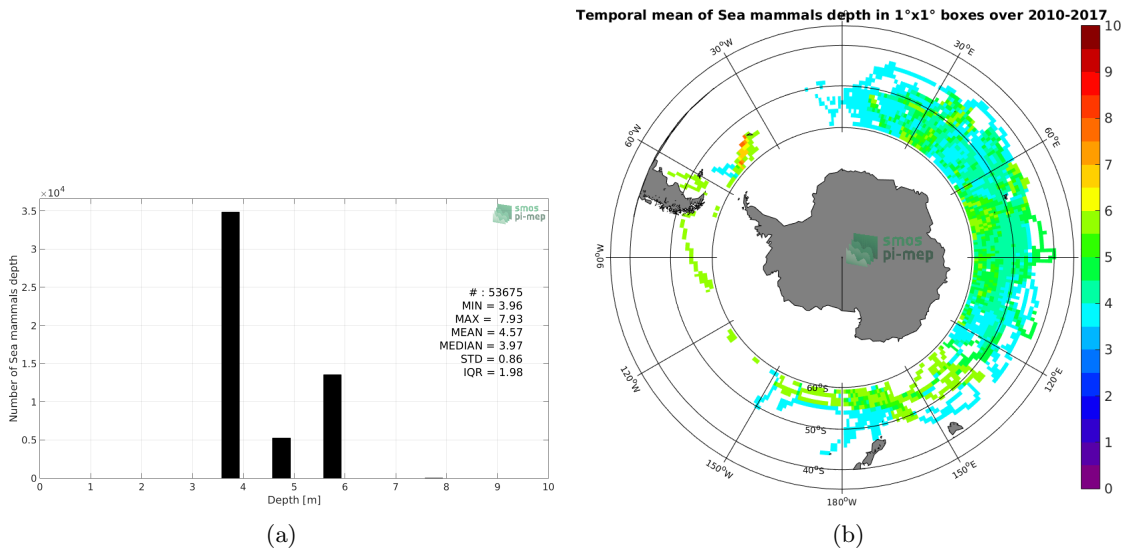 ×10⁴
3.5
3
2.5
2
1.5
1
0.5
0
0 1 2 3 4 5 6 7 8 9 10
Number of Sea mammals depth
Depth [m]
smos
pi-mep
# : 53675
MIN = 3.96
MAX = 7.93
MEAN = 4.57
MEDIAN = 3.97
STD = 0.86
IQR = 1.98
(a)
Temporal mean of Sea mammals depth in 1°x1° boxes over 2010-2017
30°W
30°E
60°W
60°E
90°W
120°W
120°E
150°W
150°E
180°W
60°S
50°S
40°S
smos
pi-mep
10
9
8
7
6
5
4
3
2
1
0
(b)